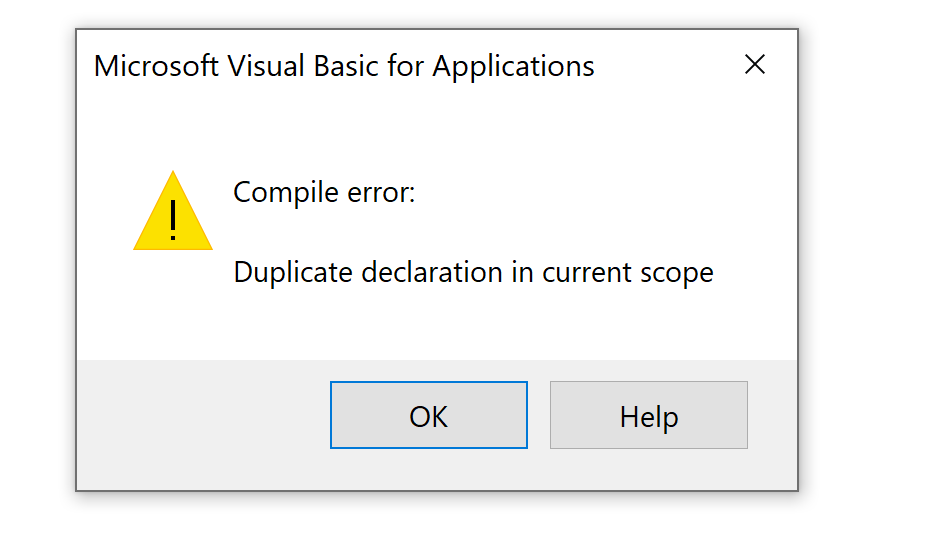 Microsoft Visual Basic for Applications
Compile error:
Duplicate declaration in current scope
OK
Help